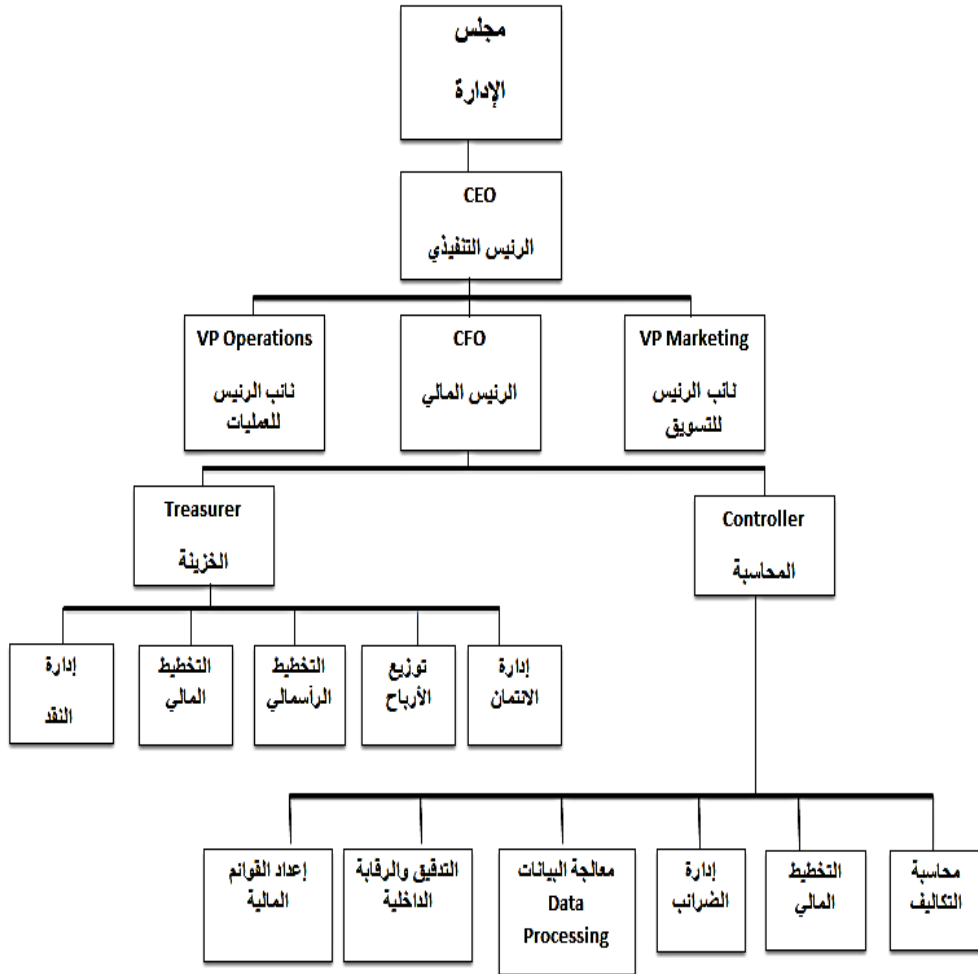 مجلس
الإدارة
CEO
الرئيس التنفيذي
VP Operations
نائب الرئيس
للعمليات
CFO
الرئيس المالي
VP Marketing
نائب الرئيس
للتسويق
Treasurer
الخزينة
Controller
المحاسبة
إدارة
النقد
التخطيط
المالي
التخطيط
الرأسمالي
توزيع
الأرباح
إدارة
الائتمان
إعداد القوائم
المالية
التدقيق والرقابة
الداخلية
معالجة البيانات
Data
Processing
إدارة
الضرائب
التخطيط
المالي
محاسبة
التكاليف